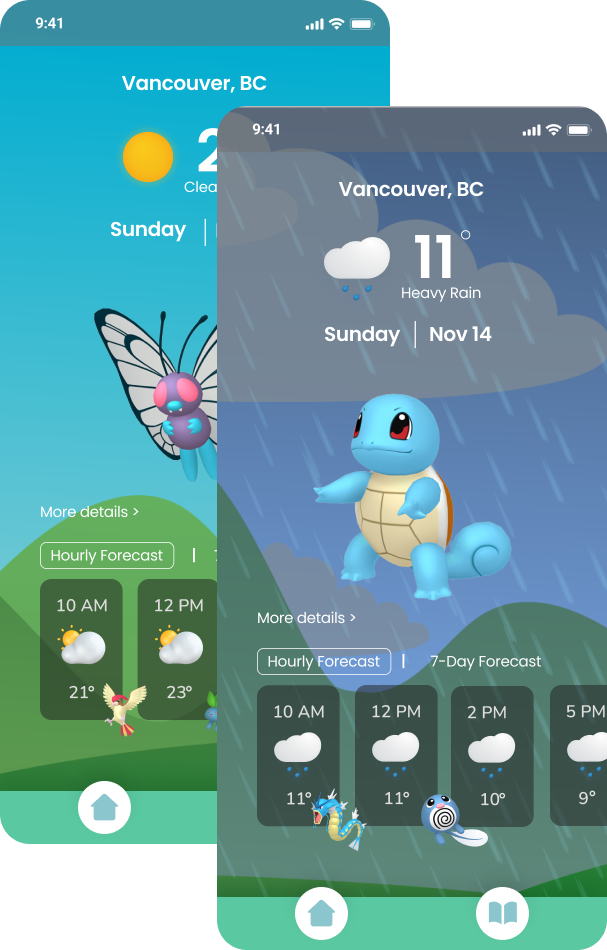 9:41
Vancouver, BC
Sunday
More details >
Hourly Forecast |
10 AM 12 PM
21° 23°
9:41
Vancouver, BC
11°
Heavy Rain
Sunday | Nov 14
More details >
Hourly Forecast | 7-Day Forecast
10 AM 12 PM 2 PM 5 PM
11° 11° 10° 9°